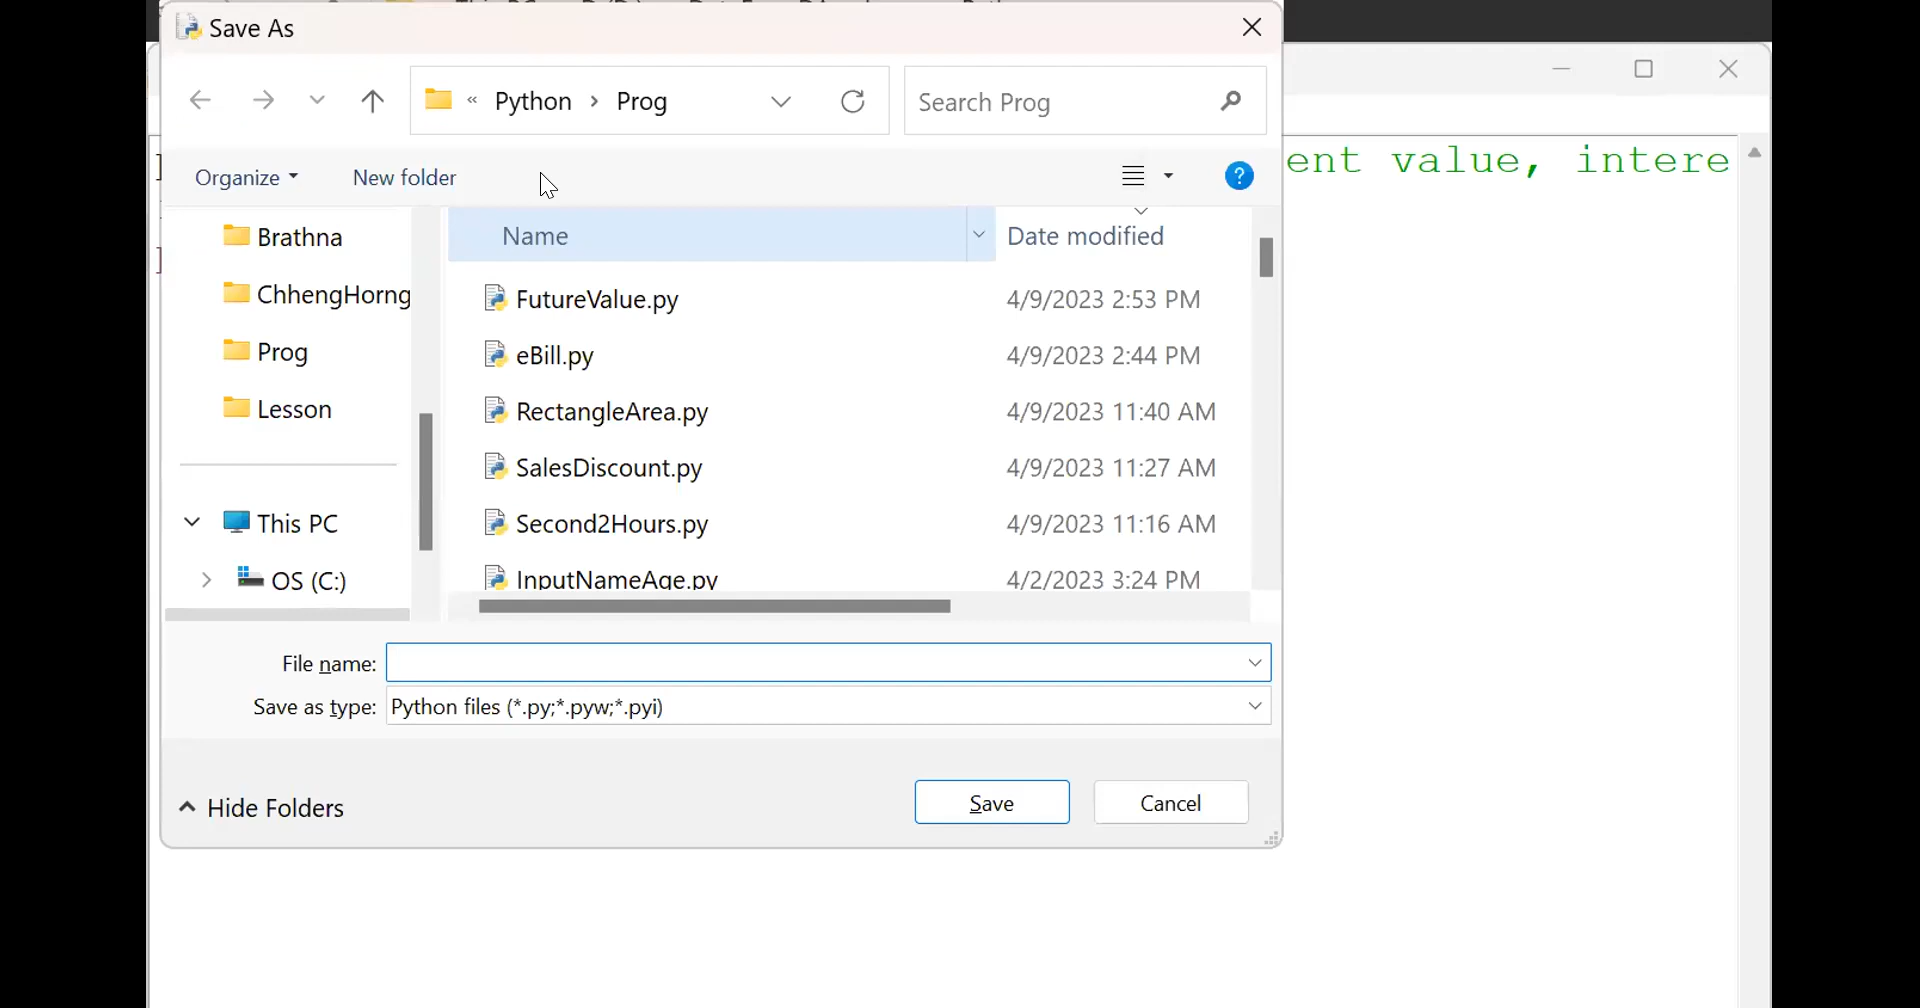 Save As
« Python › Prog
Search Prog
Organize
New folder
ent value, intere
Brathna
ChhengHorng
Prog
Lesson
This PC
OS (C:)
Name Date modified
FutureValue.py 4/9/2023 2:53 PM
eBill.py 4/9/2023 2:44 PM
RectangleArea.py 4/9/2023 11:40 AM
SalesDiscount.py 4/9/2023 11:27 AM
Second2Hours.py 4/9/2023 11:16 AM
InputNameAge.py 4/2/2023 3:24 PM
File name:
Save as type: Python files (*.py;*.pyw;*.pyi)
Hide Folders
Save
Cancel